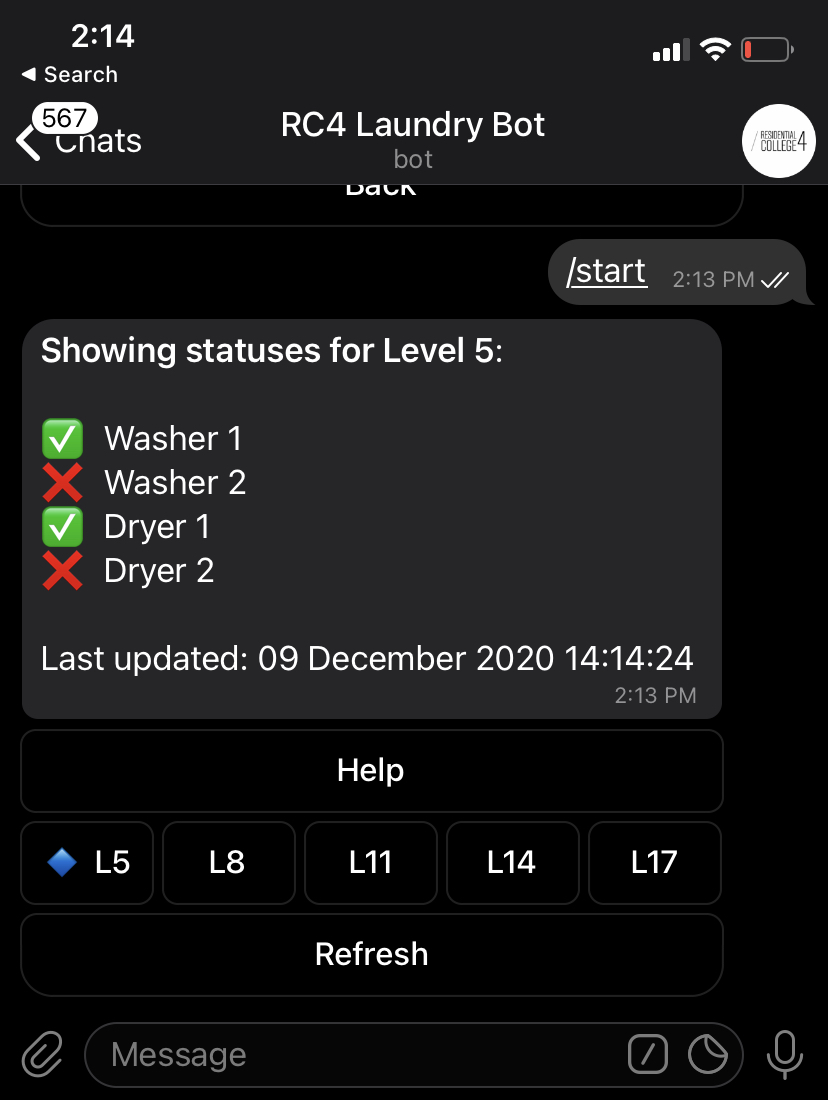 2:14
Search
567
Chats
RC4 Laundry Bot
bot
RESIDENTIAL
COLLEGE 4
Back
/start 2:13 PM
Showing statuses for Level 5:
✅ Washer 1
❌ Washer 2
✅ Dryer 1
❌ Dryer 2
Last updated: 09 December 2020 14:14:24
2:13 PM
Help
🔹 L5 L8 L11 L14 L17
Refresh
Message